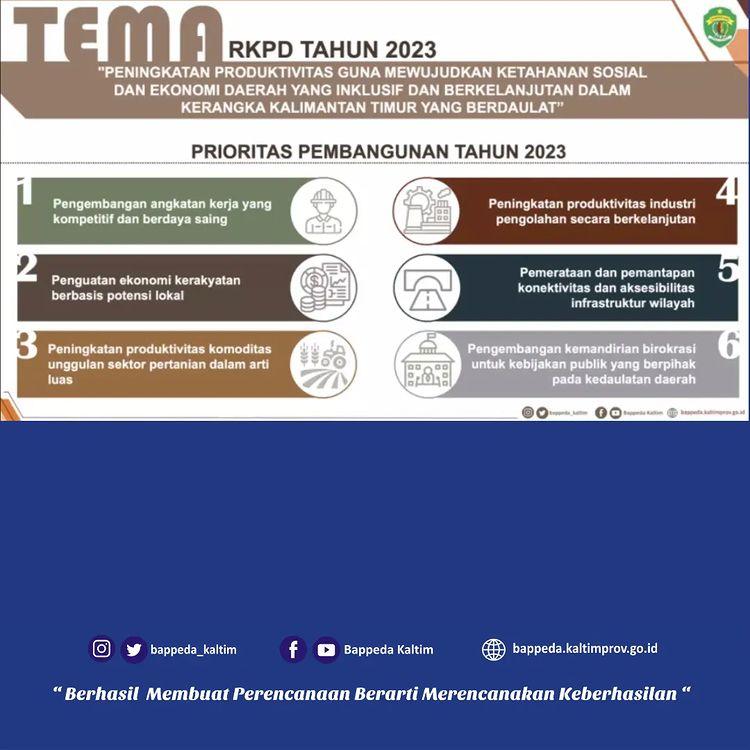 TEMA RKPD TAHUN 2023
"PENINGKATAN PRODUKTIVITAS GUNA MEWUJUDKAN KETAHANAN SOSIAL
DAN EKONOMI DAERAH YANG INKLUSIF DAN BERKELANJUTAN DALAM
KERANGKA KALIMANTAN TIMUR YANG BERDAULAT"
PRIORITAS PEMBANGUNAN TAHUN 2023
1
Pengembangan angkatan kerja yang
kompetitif dan berdaya saing
2
Penguatan ekonomi kerakyatan
berbasis potensi lokal
3
Peningkatan produktivitas komoditas
unggulan sektor pertanian dalam arti
luas
4
Peningkatan produktivitas industri
pengolahan secara berkelanjutan
5
Pemerataan dan pemantapan
konektivitas dan aksesibilitas
infrastruktur wilayah
6
Pengembangan kemandirian birokrasi
untuk kebijakan publik yang berpihak
pada kedaulatan daerah
bappeda_kaltim Bappeda Kaltim bappeda.kaltimprov.go.id
bappeda_kaltim Bappeda Kaltim bappeda.kaltimprov.go.id
“ Berhasil Membuat Perencanaan Berarti Merencanakan Keberhasilan “